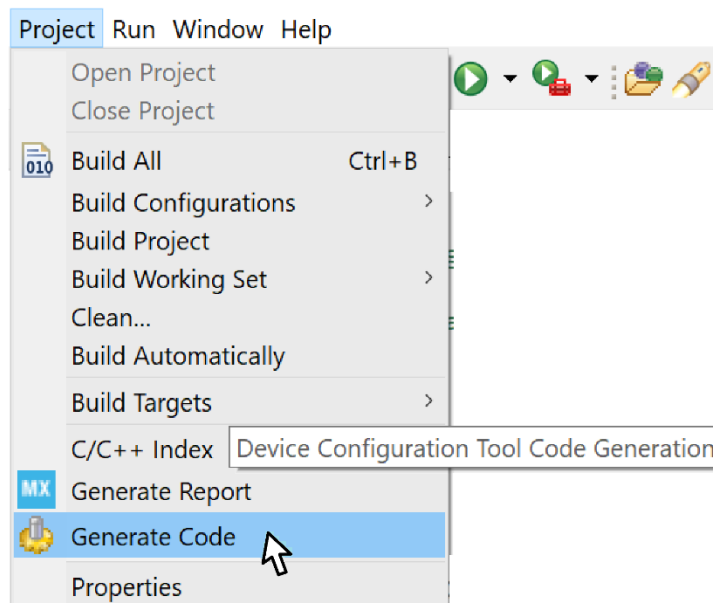 Project Run Window Help
Open Project
Close Project
010
Build All Ctrl+B
Build Configurations
Build Project
Build Working Set
Clean...
Build Automatically
Build Targets
C/C++ Index
Device Configuration Tool Code Generation
MX
Generate Report
Generate Code
Properties